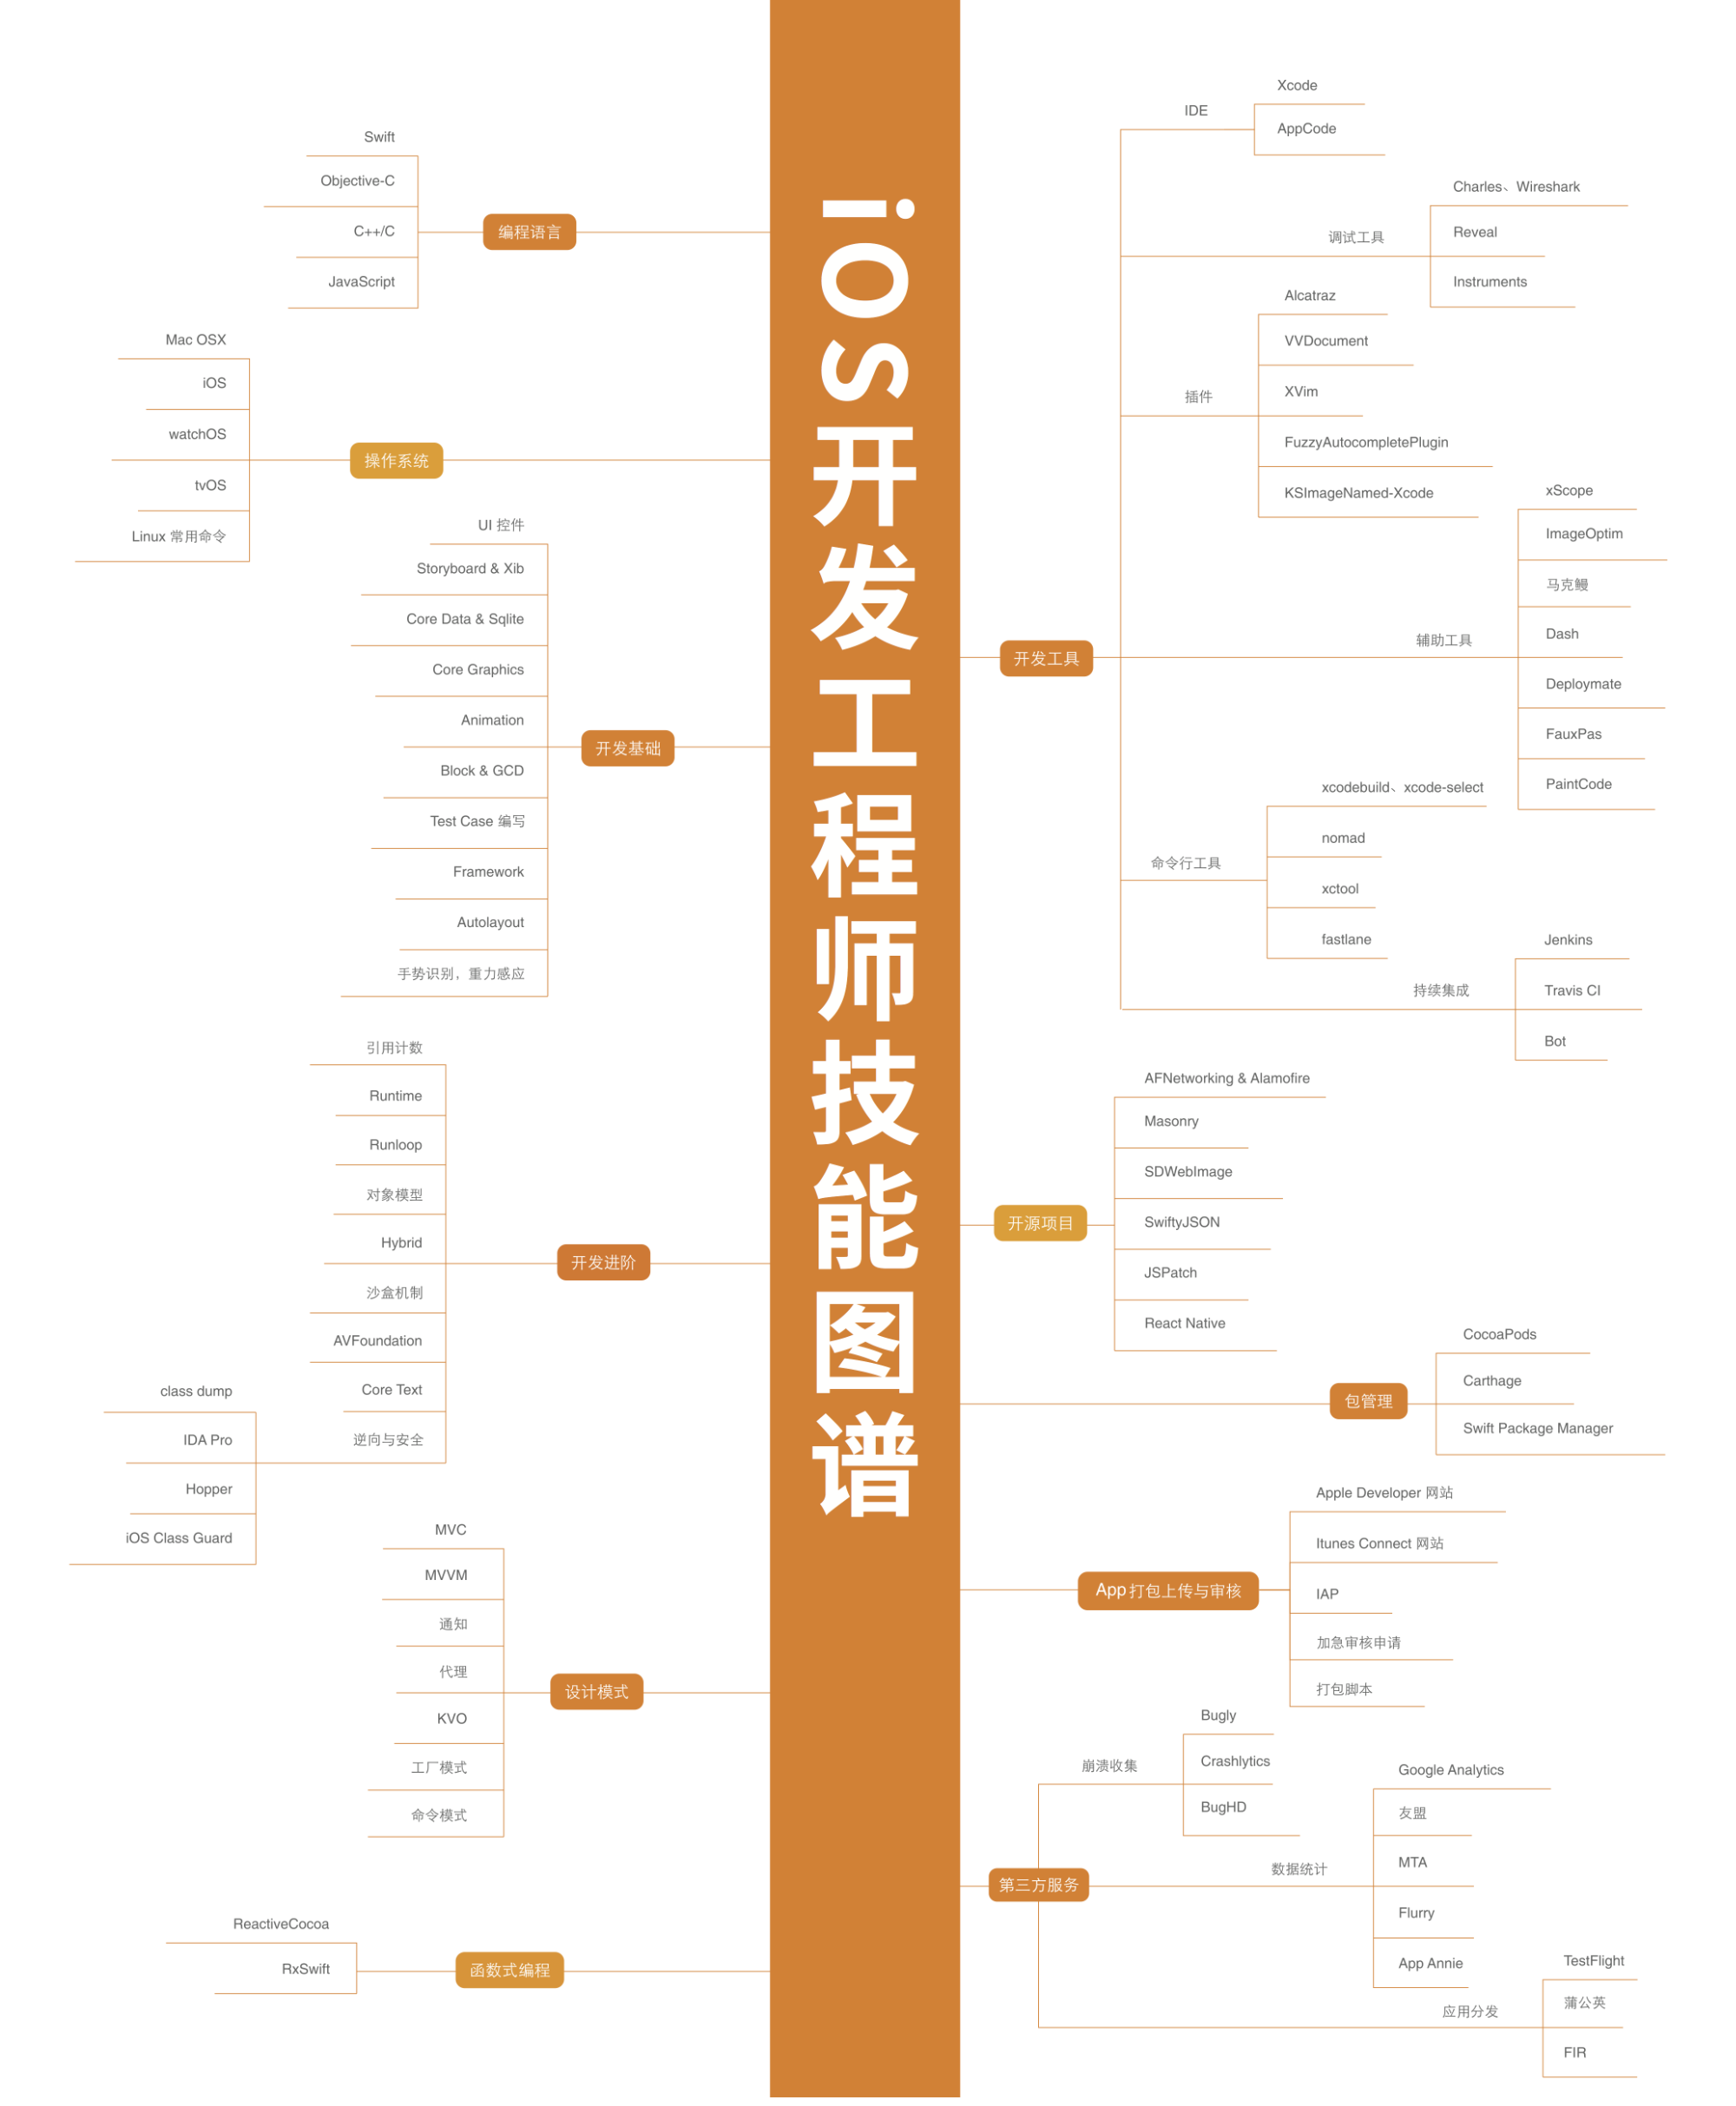 iOS开发工程师技能图谱
编程语言
Swift
Objective-C
C++/C
JavaScript
操作系统
Mac OSX
iOS
watchOS
tvOS
Linux 常用命令
开发基础
UI 控件
Storyboard & Xib
Core Data & Sqlite
Core Graphics
Animation
Block & GCD
Test Case 编写
Framework
Autolayout
手势识别，重力感应
开发进阶
引用计数
Runtime
Runloop
对象模型
Hybrid
沙盒机制
AVFoundation
Core Text
逆向与安全
class dump
IDA Pro
Hopper
iOS Class Guard
设计模式
MVC
MVVM
通知
代理
KVO
工厂模式
命令模式
函数式编程
ReactiveCocoa
RxSwift
开发工具
IDE
Xcode
AppCode
调试工具
Charles、Wireshark
Reveal
Instruments
插件
Alcatraz
VVDocument
XVim
FuzzyAutocompletePlugin
KSImageNamed-Xcode
辅助工具
xScope
ImageOptim
马克鳗
Dash
Deploymate
FauxPas
PaintCode
命令行工具
xcodebuild、xcode-select
nomad
xctool
fastlane
持续集成
Jenkins
Travis CI
Bot
开源项目
AFNetworking & Alamofire
Masonry
SDWebImage
SwiftyJSON
JSPatch
React Native
包管理
CocoaPods
Carthage
Swift Package Manager
App 打包上传与审核
Apple Developer 网站
Itunes Connect 网站
IAP
加急审核申请
打包脚本
第三方服务
崩溃收集
Bugly
Crashlytics
BugHD
数据统计
Google Analytics
友盟
MTA
Flurry
App Annie
应用分发
TestFlight
蒲公英
FIR